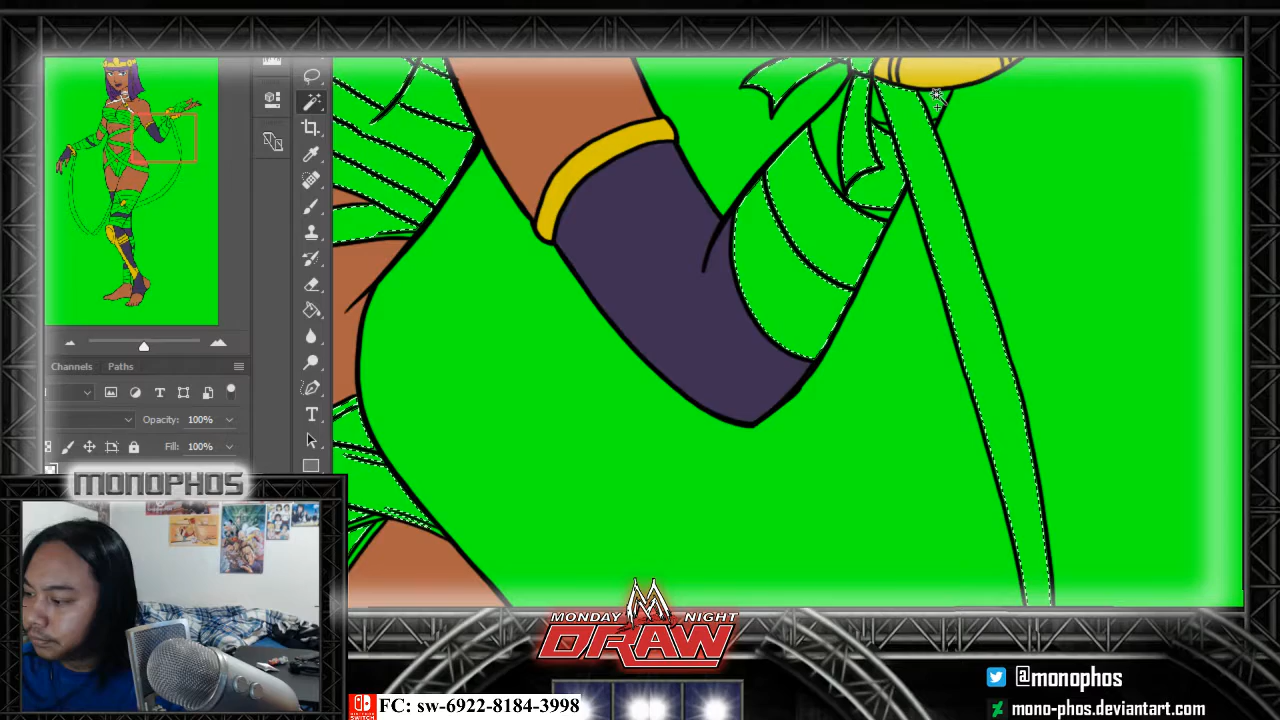 Channels
Paths
Opacity: 100%
Fill: 100%
MONOPHOS
MONDAY NIGHT
DRAW
FC: sw-6922-8184-3998
@monophos
mono-phos.deviantart.com